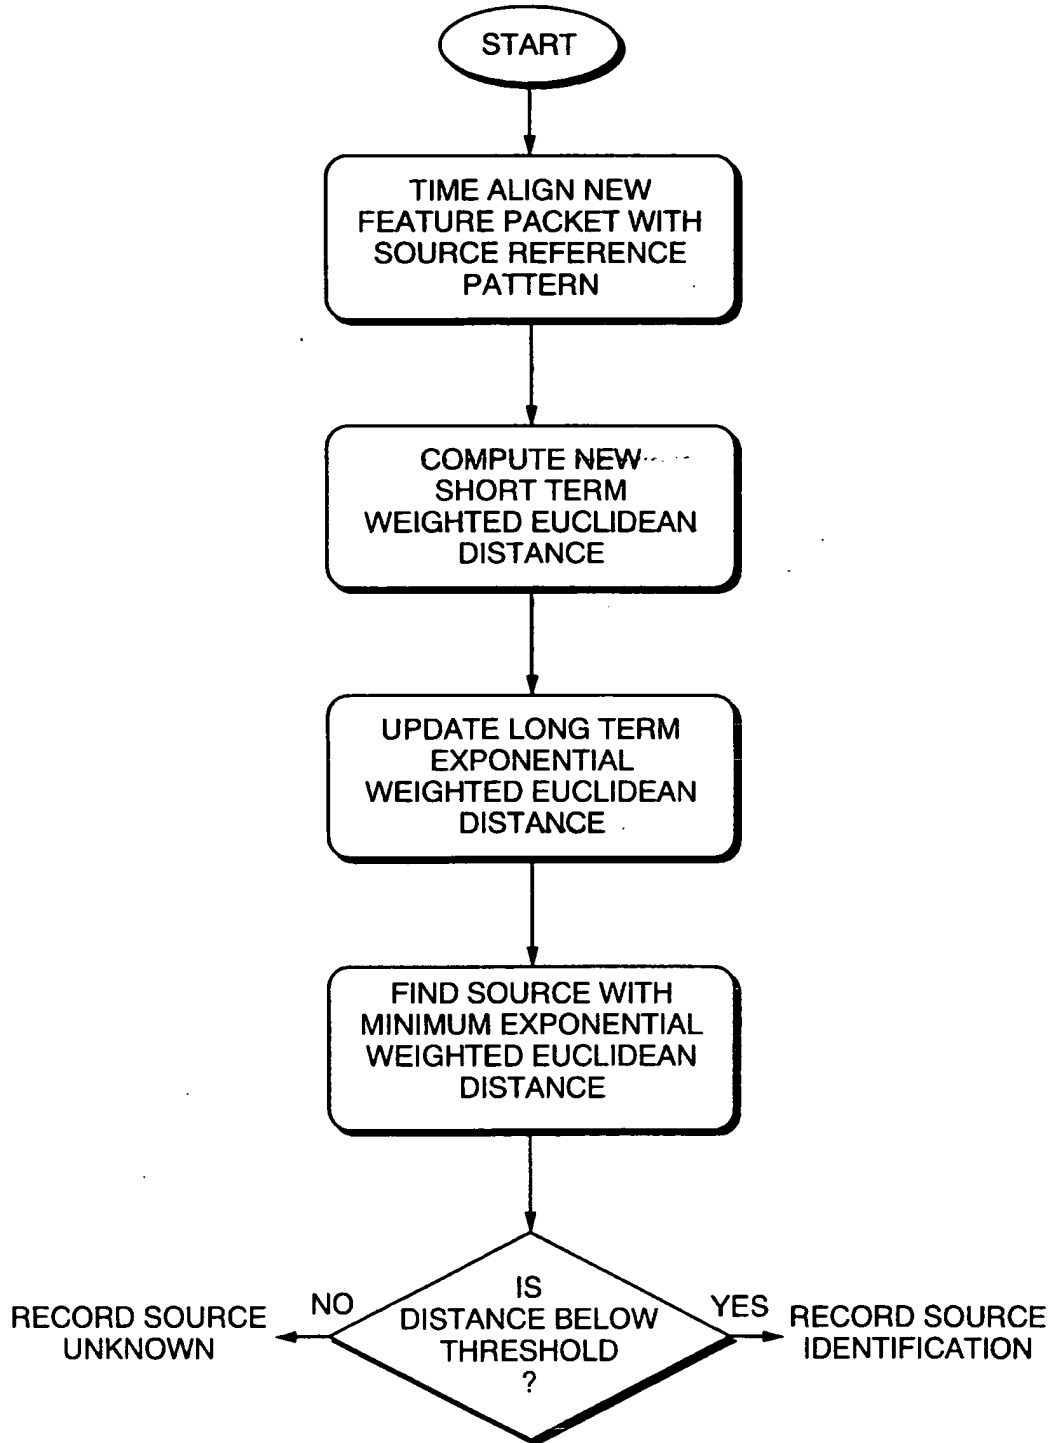 START
TIME ALIGN NEW
FEATURE PACKET WITH
SOURCE REFERENCE
PATTERN
COMPUTE NEW
SHORT TERM
WEIGHTED EUCLIDEAN
DISTANCE
UPDATE LONG TERM
EXPONENTIAL
WEIGHTED EUCLIDEAN
DISTANCE
FIND SOURCE WITH
MINIMUM EXPONENTIAL
WEIGHTED EUCLIDEAN
DISTANCE
IS
DISTANCE BELOW
THRESHOLD
?
NO
RECORD SOURCE
UNKNOWN
YES
RECORD SOURCE
IDENTIFICATION